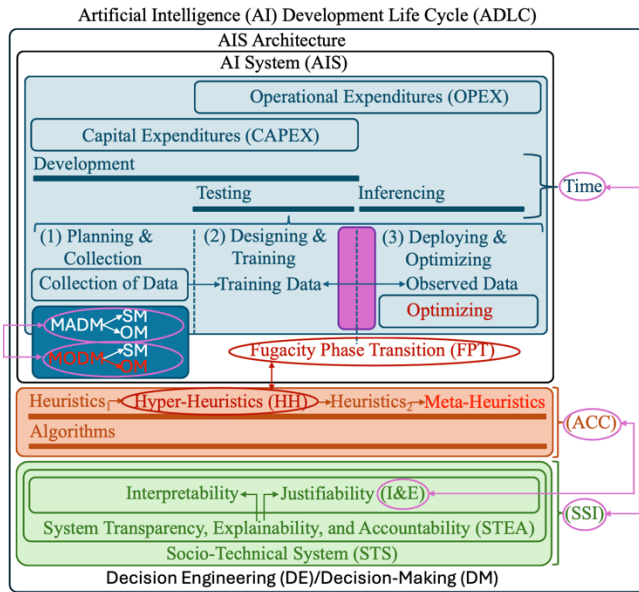 Artificial Intelligence (AI) Development Life Cycle (ADLC)
AIS Architecture
AI System (AIS)
Operational Expenditures (OPEX)
Capital Expenditures (CAPEX)
Development
Testing
Inferencing
Time
(1) Planning &
Collection
(2) Designing &
Training
(3) Deploying &
Optimizing
Collection of Data
Training Data
Observed Data
Optimizing
MADM
SM
OM
MODM
SM
OM
Fugacity Phase Transition (FPT)
Heuristics1
Hyper-Heuristics (HH)
Heuristics2
Meta-Heuristics
Algorithms
(ACC)
Interpretability
Justifiability
(I&E)
System Transparency, Explainability, and Accountability (STEA)
Socio-Technical System (STS)
(SSI)
Decision Engineering (DE)/Decision-Making (DM)